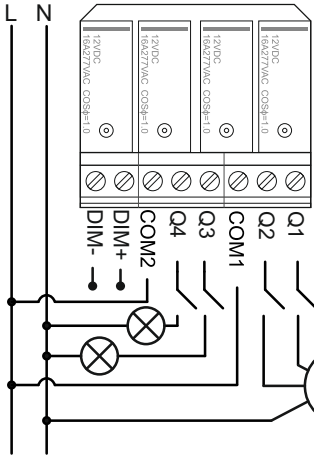 L N
12VDC
16A277VAC COSϕ=1.0
12VDC
16A277VAC COSϕ=1.0
12VDC
16A277VAC COSϕ=1.0
12VDC
16A277VAC COSϕ=1.0
DIM-
DIM+
COM2
Q4
Q3
COM1
Q2
Q1